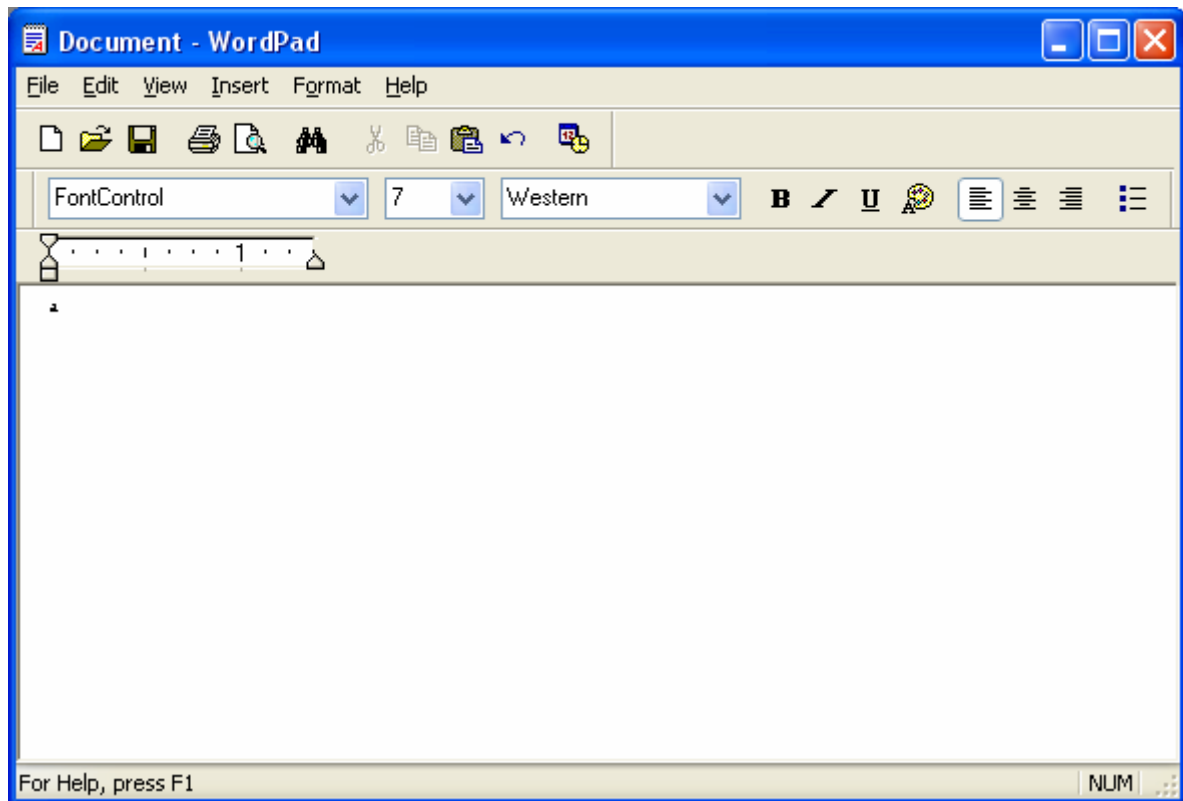 Document - WordPad
File Edit View Insert Format Help
FontControl 7 Western B U
1
a
For Help, press F1 NUM